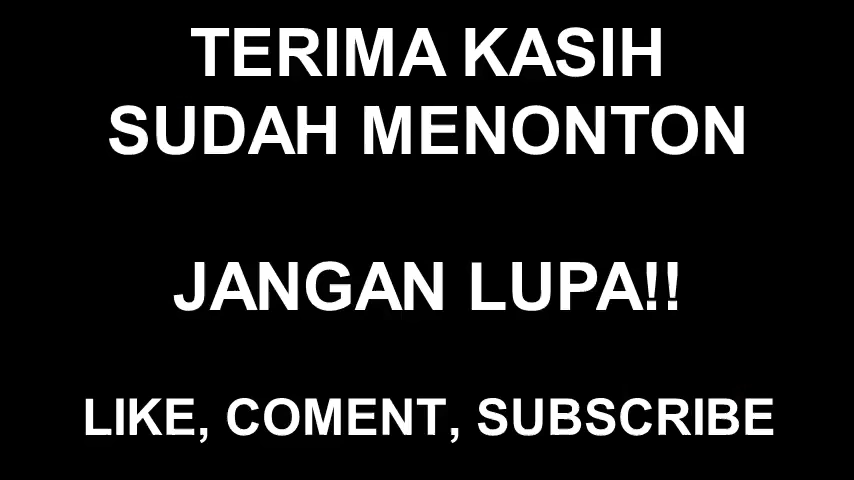 TERIMA KASIH
SUDAH MENONTON
JANGAN LUPA!!
LIKE, COMENT, SUBSCRIBE